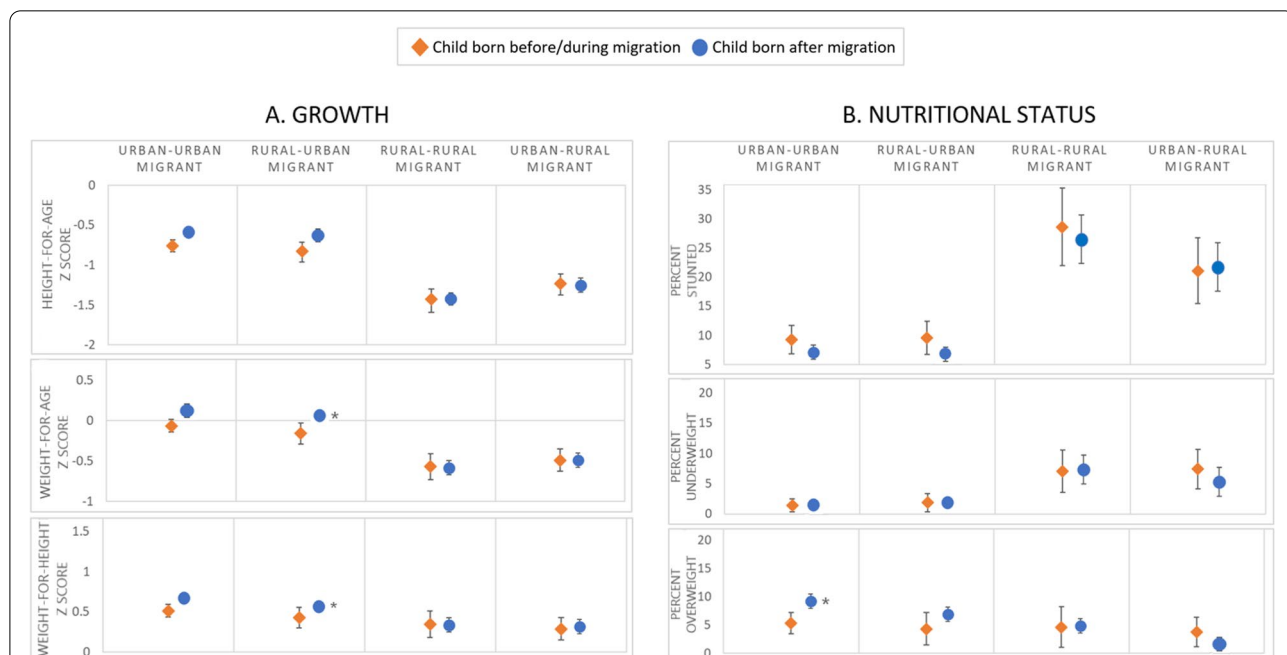 Child born before/during migration Child born after migration
A. GROWTH
URBAN-URBAN MIGRANT
RURAL-URBAN MIGRANT
RURAL-RURAL MIGRANT
URBAN-RURAL MIGRANT
HEIGHT-FOR-AGE
Z SCORE
0
-0.5
-1
-1.5
-2
WEIGHT-FOR-AGE
Z SCORE
0.5
0
-0.5
-1
*
WEIGHT-FOR-HEIGHT
Z SCORE
1.5
1
0.5
0
*
B. NUTRITIONAL STATUS
URBAN-URBAN MIGRANT
RURAL-URBAN MIGRANT
RURAL-RURAL MIGRANT
URBAN-RURAL MIGRANT
PERCENT
STUNTED
35
30
25
20
15
10
5
PERCENT
UNDERWEIGHT
20
15
10
5
0
PERCENT
OVERWEIGHT
20
15
10
5
0
*